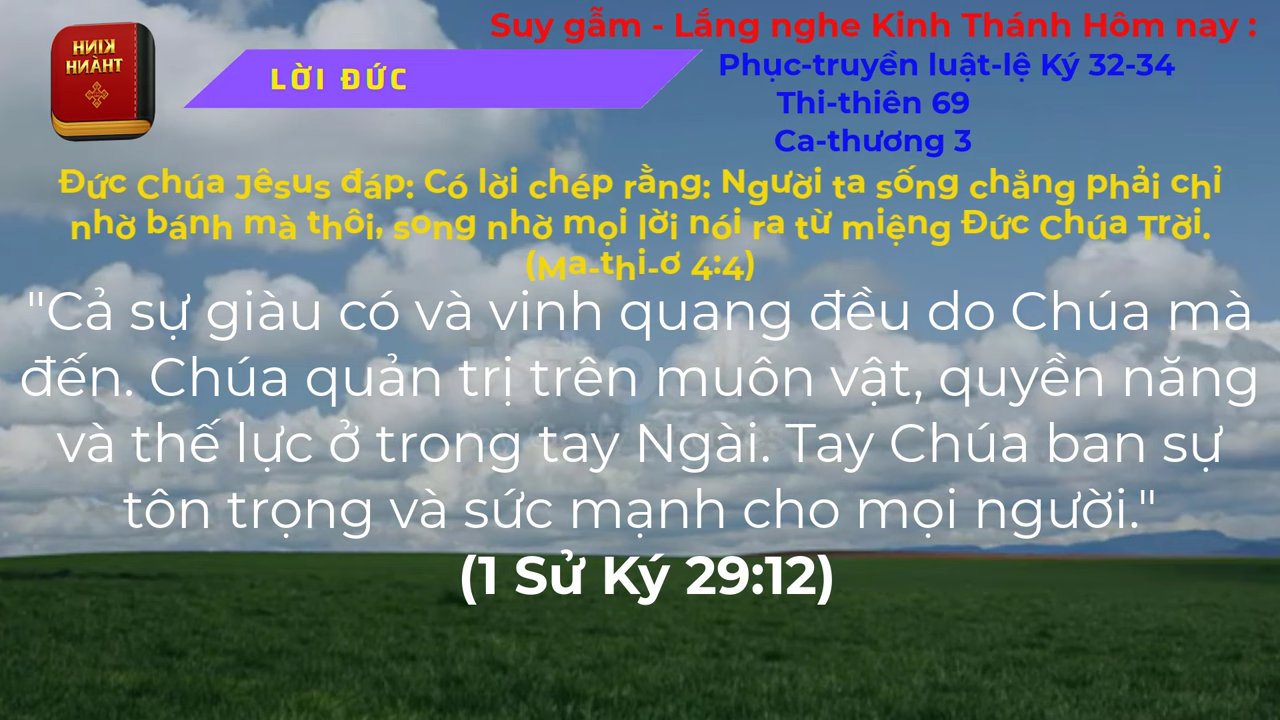 Suy gẫm - Lắng nghe Kinh Thánh Hôm nay :
KINH
THÁNH
LỜI ĐỨC
Phục-truyền luật-lệ Ký 32-34
Thi-thiên 69
Ca-thương 3
Đức Chúa Jêsus đáp: Có lời chép rằng: Người ta sống chẳng phải chỉ
nhờ bánh mà thôi, song nhờ mọi lời nói ra từ miệng Đức Chúa Trời.
(Ma-thi-ơ 4:4)
"Cả sự giàu có và vinh quang đều do Chúa mà
đến. Chúa quản trị trên muôn vật, quyền năng
và thế lực ở trong tay Ngài. Tay Chúa ban sự
tôn trọng và sức mạnh cho mọi người."
(1 Sử Ký 29:12)